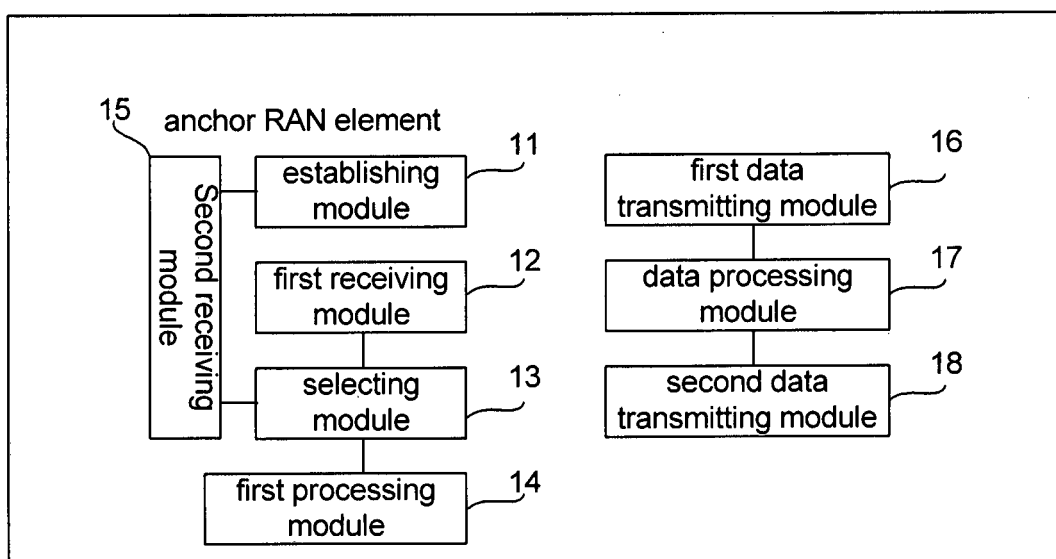 15
anchor RAN element
11
establishing
module
Second receiving
module
12
first receiving
module
13
selecting
module
14
first processing
module
16
first data
transmitting module
17
data processing
module
18
second data
transmitting module